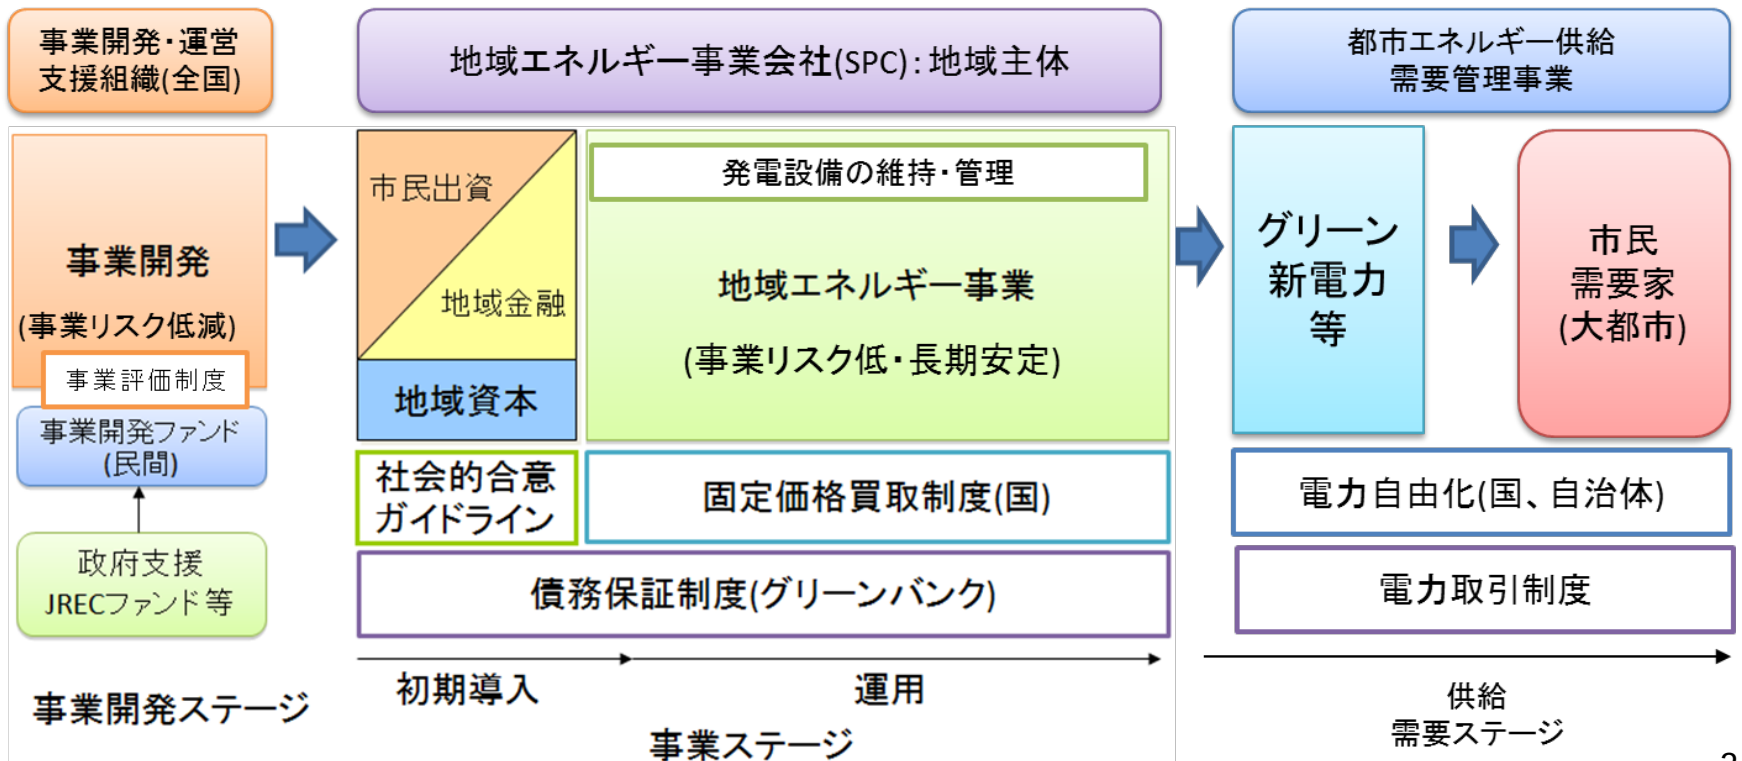 事業開発・運営
支援組織(全国)
地域エネルギー事業会社(SPC)：地域主体
都市エネルギー供給
需要管理事業
事業開発
(事業リスク低減)
事業評価制度
事業開発ファンド
(民間)
政府支援
JRECファンド等
事業開発ステージ
市民出資
地域金融
地域資本
発電設備の維持・管理
地域エネルギー事業
(事業リスク低・長期安定)
社会的合意
ガイドライン
固定価格買取制度(国)
債務保証制度(グリーンバンク)
初期導入
運用
事業ステージ
グリーン
新電力
等
市民
需要家
(大都市)
電力自由化(国、自治体)
電力取引制度
供給
需要ステージ